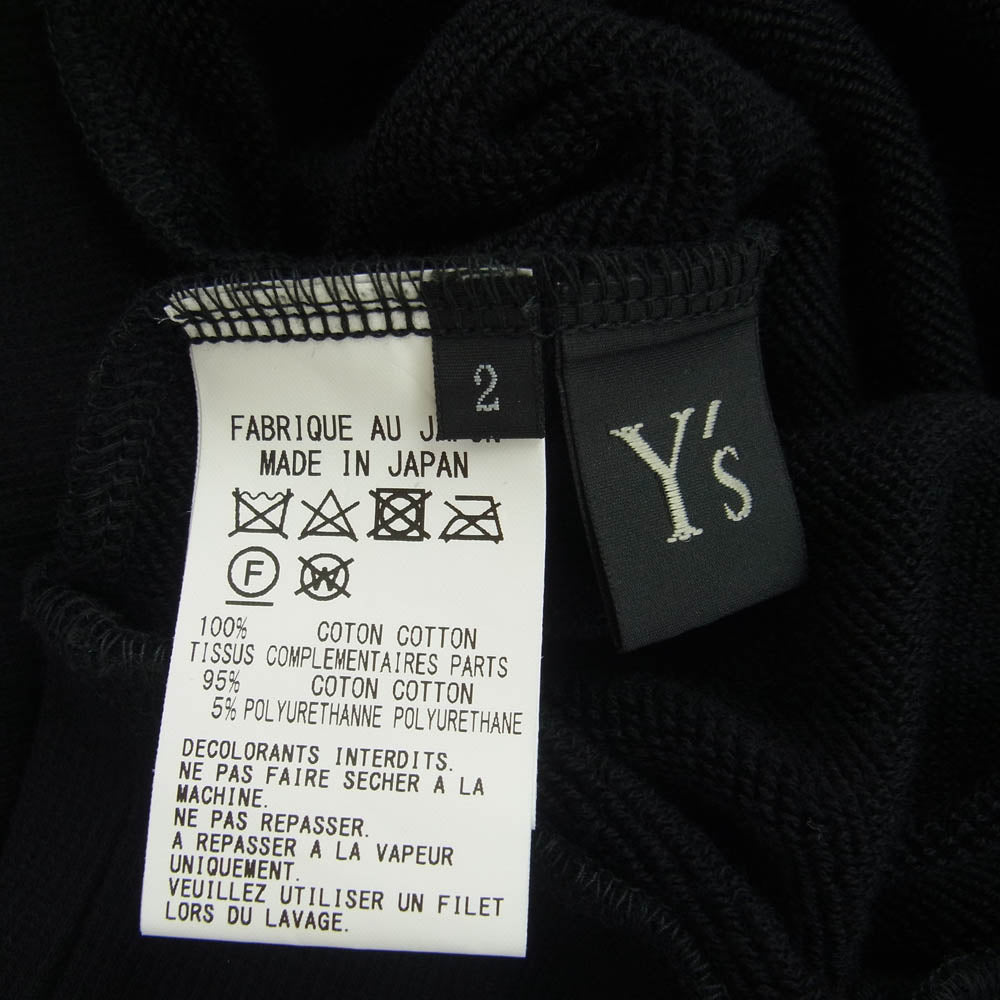 2
Y's
FABRIQUE AU
MADE IN JAPAN
F
W
100% COTON COTTON
TISSUS COMPLEMENTAIRES PARTS
95% COTON COTTON
5% POLYURETHANNE POLYURETHANE
DECOLORANTS INTERDITS.
NE PAS FAIRE SECHER A LA
MACHINE.
NE PAS REPASSER.
A REPASSER A LA VAPEUR
UNIQUEMENT.
VEUILLEZ UTILISER UN FILET
LORS DU LAVAGE.